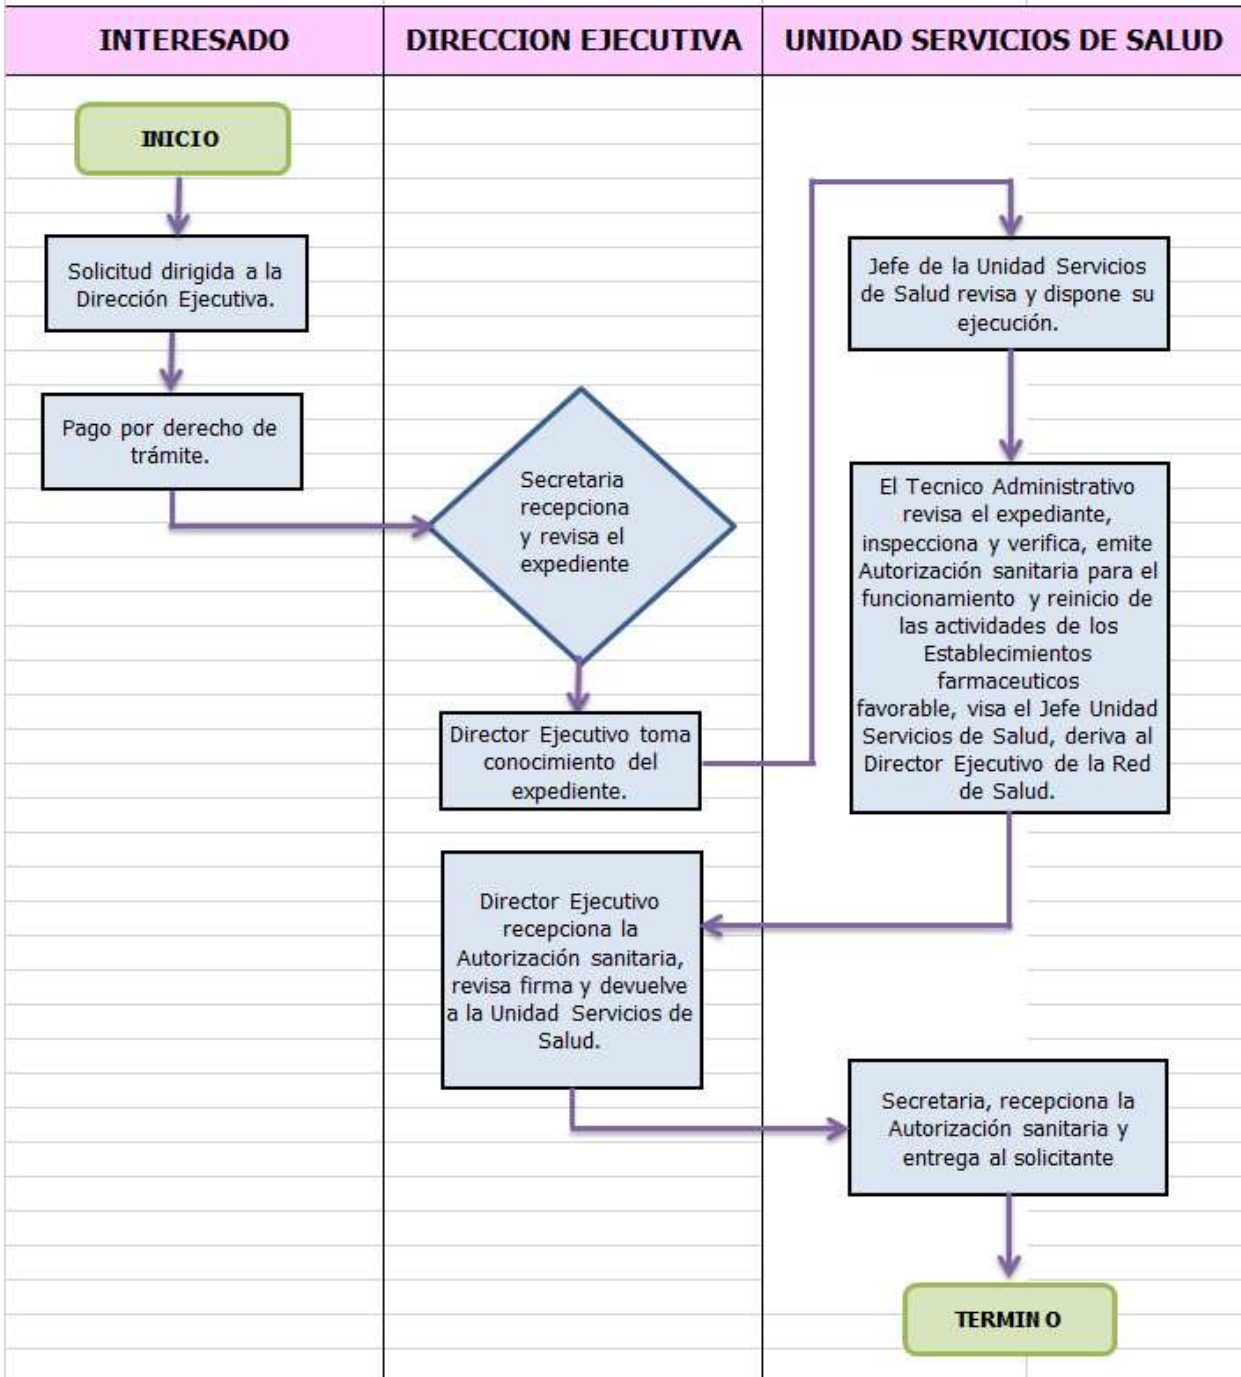 INTERESADO
DIRECCION EJECUTIVA
UNIDAD SERVICIOS DE SALUD
INICIO
Solicitud dirigida a la
Dirección Ejecutiva.
Pago por derecho de
trámite.
Secretaria
recepciona
y revisa el
expediente
Director Ejecutivo toma
conocimiento del
expediente.
Jefe de la Unidad Servicios
de Salud revisa y dispone su
ejecución.
El Tecnico Administrativo
revisa el expediante,
inspecciona y verifica, emite
Autorización sanitaria para el
funcionamiento y reinicio de
las actividades de los
Establecimientos
farmaceuticos
favorable, visa el Jefe Unidad
Servicios de Salud, deriva al
Director Ejecutivo de la Red
de Salud.
Director Ejecutivo
recepciona la
Autorización sanitaria,
revisa firma y devuelve
a la Unidad Servicios de
Salud.
Secretaria, recepciona la
Autorización sanitaria y
entrega al solicitante
TERMINO